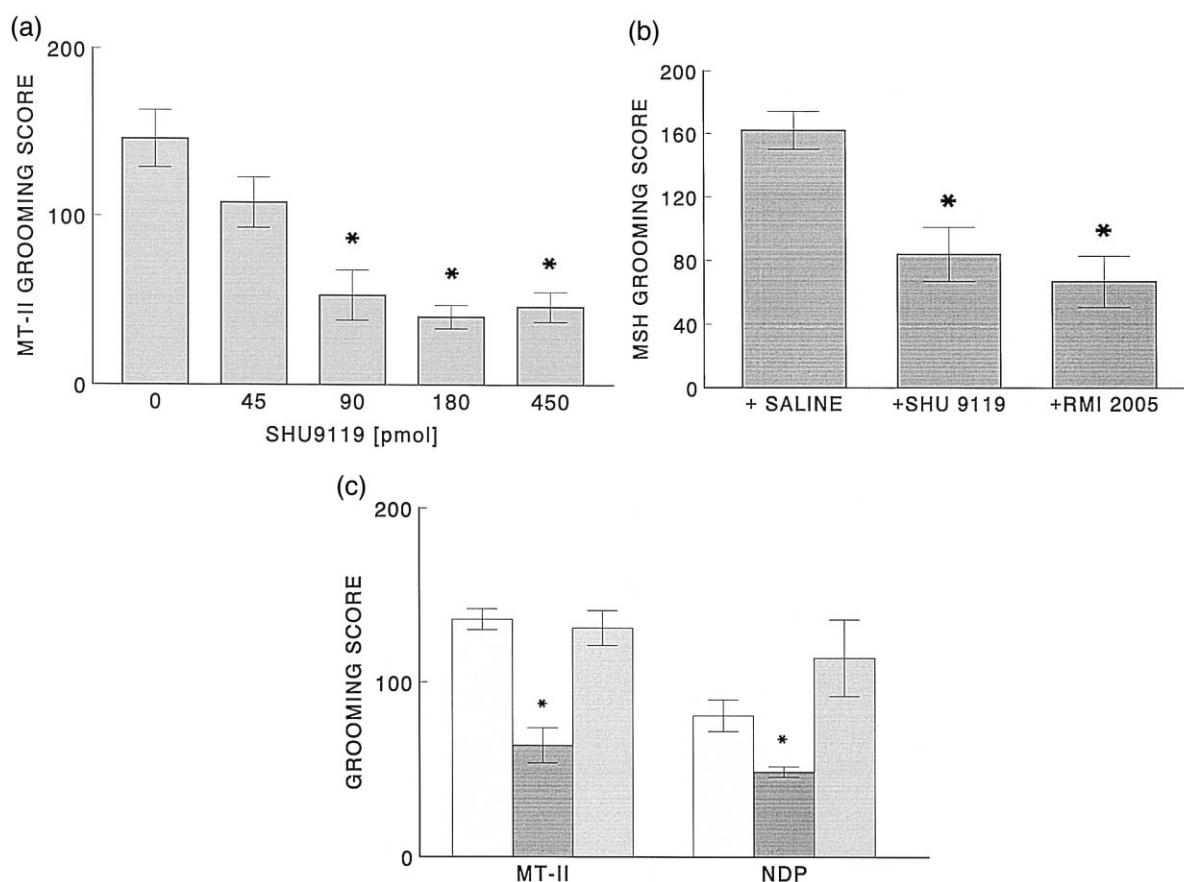 (a)
200
100
0
MT-II GROOMING SCORE
*
*
*
0 45 90 180 450
SHU9119 [pmol]
(b)
200
160
120
80
40
0
MSH GROOMING SCORE
*
*
+ SALINE +SHU 9119 +RMI 2005
(c)
200
100
0
GROOMING SCORE
*
*
MT-II NDP